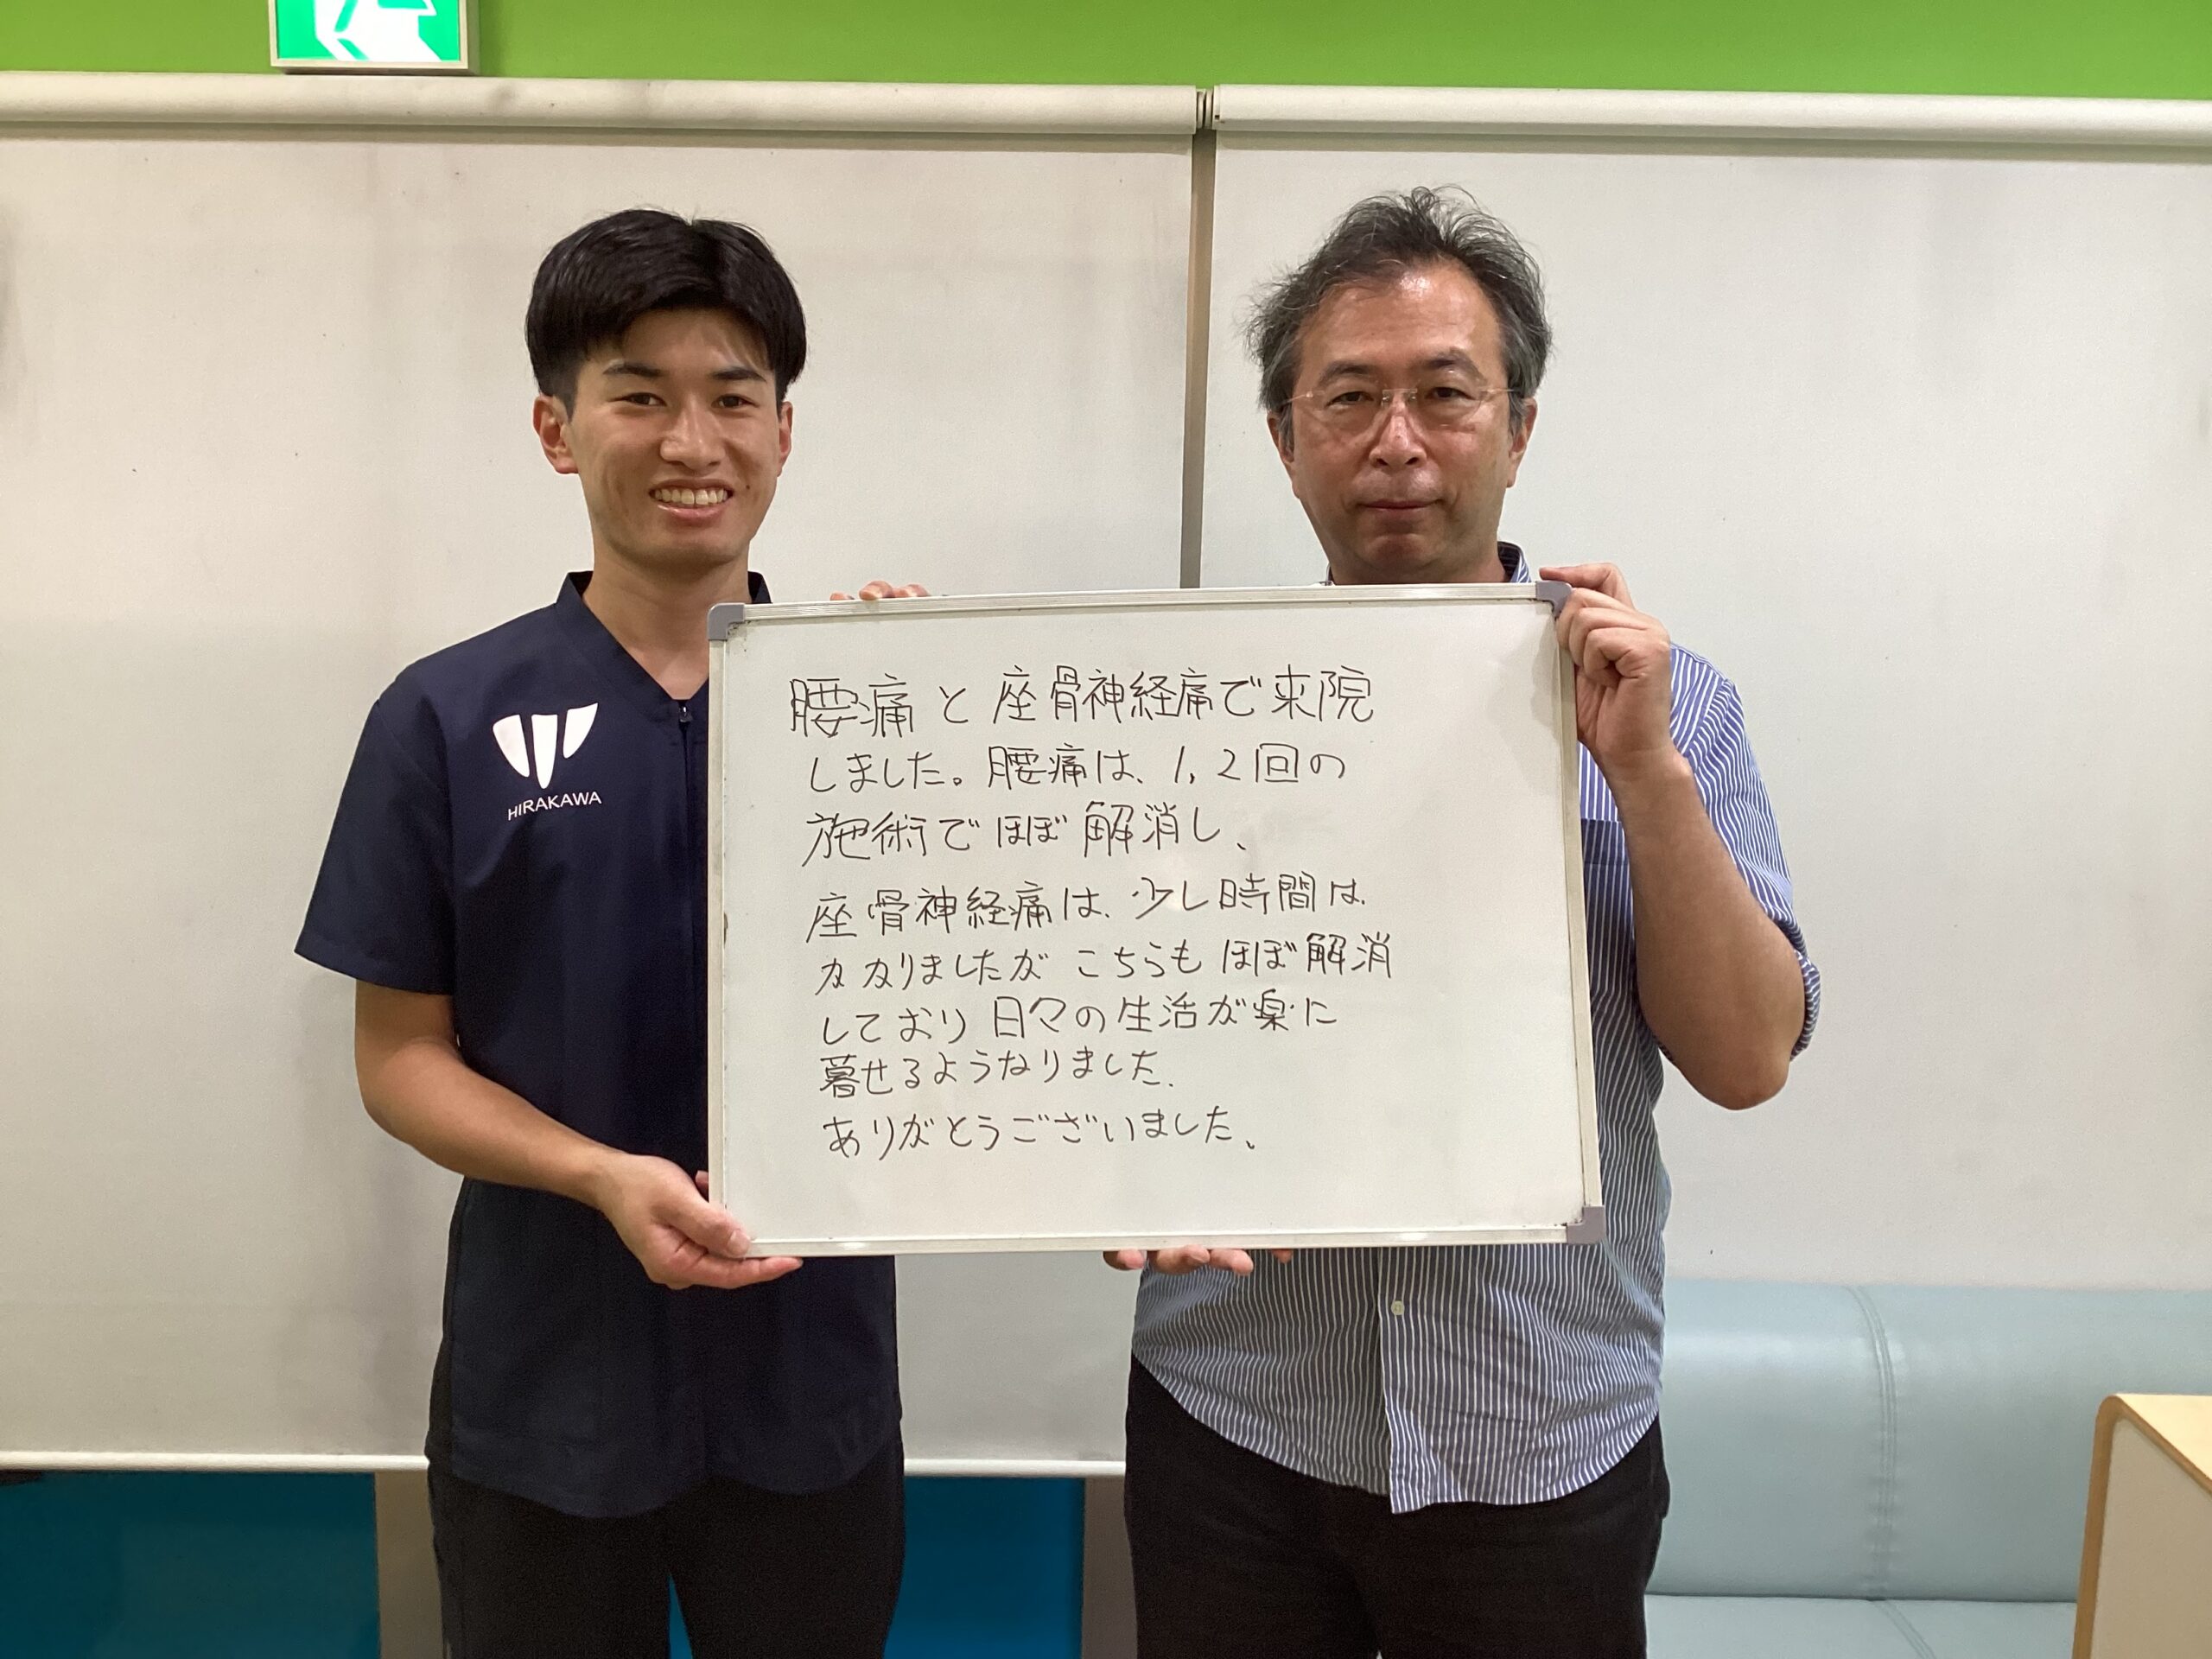 HIRAKAWA
腰痛と座骨神経痛で来院
しました。腰痛は、1,2回の
施術でほぼ解消し、
座骨神経痛は、少し時間は
カカリましたが こちらも ほぼ解消
しており 日々の生活が楽に
暮せるようなりました。
ありがとうございました。